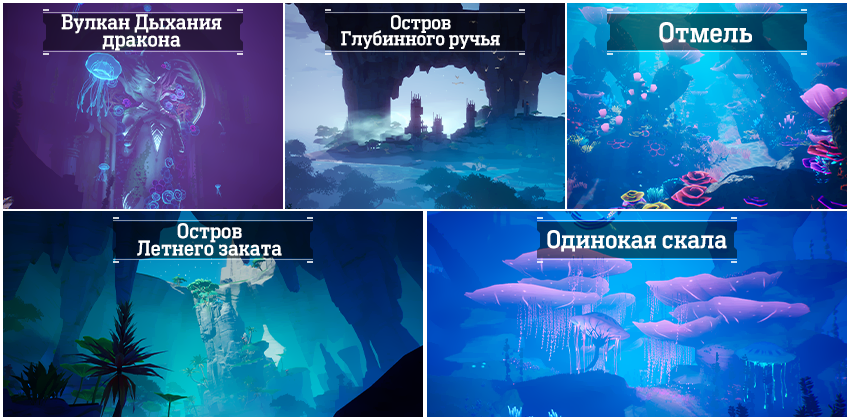 Вулкан Дыхания
дракона
Остров
Глубинного ручья
Отмель
Остров
Летнего заката
Одинокая скала